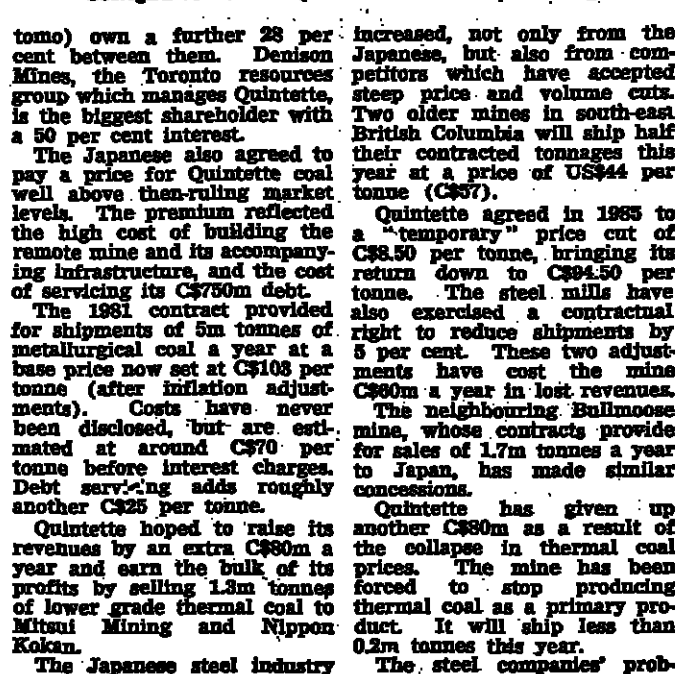 tomo) own a further 28 per
cent between them. Denison
Mines, the Toronto resources
group which manages Quintette,
is the biggest shareholder with
a 50 per cent interest.
The Japanese also agreed to
pay a price for Quintette coal
well above then-ruling market
levels. The premium reflected
the high cost of building the
remote mine and its accompany-
ing infrastructure, and the cost
of servicing its C$750m debt.
The 1981 contract provided
for shipments of 5m tonnes of
metallurgical coal a year at a
base price now set at C$103 per
tonne (after inflation adjust-
ments). Costs have never
been disclosed, but are esti-
mated at around C$70 per
tonne before interest charges.
Debt servicing adds roughly
another C$25 per tonne.
Quintette hoped to raise its
revenues by an extra C$80m a
year and earn the bulk of its
profits by selling 1.3m tonnes
of lower grade thermal coal to
Mitsui Mining and Nippon
Kokan.
The Japanese steel industry
increased, not only from the
Japanese, but also from com-
petitors which have accepted
steep price and volume cuts.
Two older mines in south-east
British Columbia will ship half
their contracted tonnages this
year at a price of US$44 per
tonne (C$57).
Quintette agreed in 1985 to
a "temporary" price cut of
C$8.50 per tonne, bringing its
return down to C$94.50 per
tonne. The steel mills have
also exercised a contractual
right to reduce shipments by
5 per cent. These two adjust-
ments have cost the mine
C$60m a year in lost revenues.
The neighbouring Bullmoose
mine, whose contracts provide
for sales of 1.7m tonnes a year
to Japan, has made similar
concessions.
Quintette has given up
another C$80m as a result of
the collapse in thermal coal
prices. The mine has been
forced to stop producing
thermal coal as a primary pro-
duct. It will ship less than
0.2m tonnes this year.
The steel companies' prob-